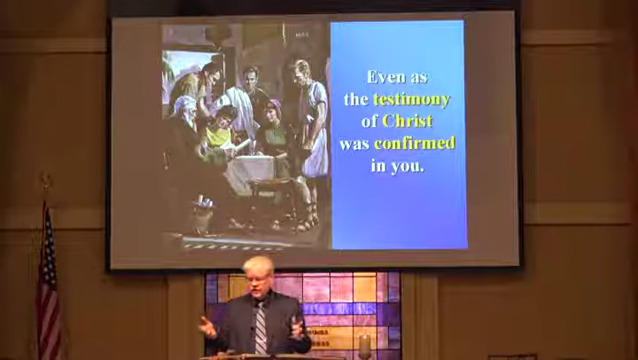 Even as
the testimony
of Christ
was confirmed
in you.